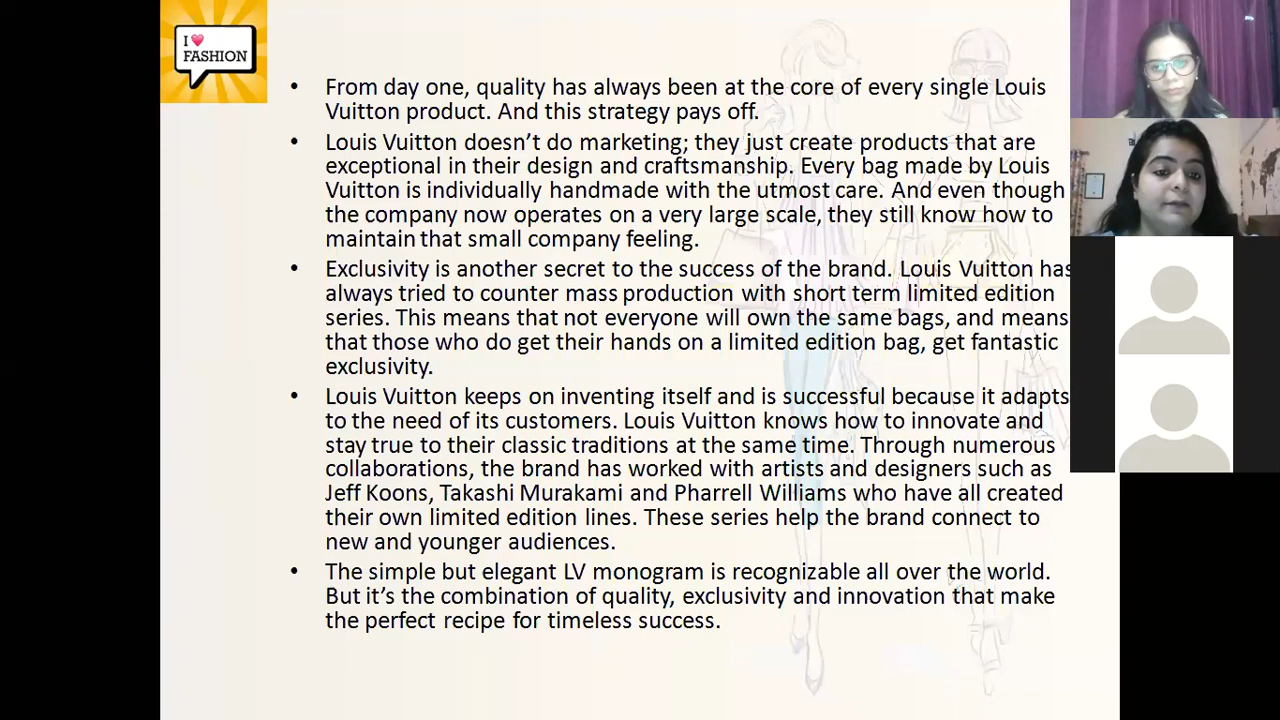 I
FASHION
• From day one, quality has always been at the core of every single Louis
Vuitton product. And this strategy pays off.
• Louis Vuitton doesn’t do marketing; they just create products that are
exceptional in their design and craftsmanship. Every bag made by Louis
Vuitton is individually handmade with the utmost care. And even though
the company now operates on a very large scale, they still know how to
maintain that small company feeling.
• Exclusivity is another secret to the success of the brand. Louis Vuitton has
always tried to counter mass production with short term limited edition
series. This means that not everyone will own the same bags, and means
that those who do get their hands on a limited edition bag, get fantastic
exclusivity.
• Louis Vuitton keeps on inventing itself and is successful because it adapts
to the need of its customers. Louis Vuitton knows how to innovate and
stay true to their classic traditions at the same time. Through numerous
collaborations, the brand has worked with artists and designers such as
Jeff Koons, Takashi Murakami and Pharrell Williams who have all created
their own limited edition lines. These series help the brand connect to
new and younger audiences.
• The simple but elegant LV monogram is recognizable all over the world.
But it’s the combination of quality, exclusivity and innovation that make
the perfect recipe for timeless success.